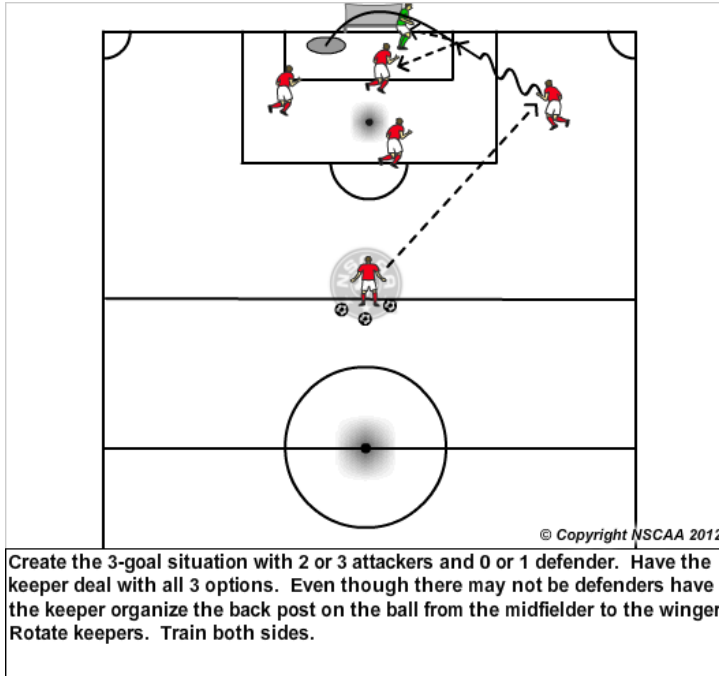 NSCAA
© Copyright NSCAA 2012
Create the 3-goal situation with 2 or 3 attackers and 0 or 1 defender.  Have the
keeper deal with all 3 options.  Even though there may not be defenders have
the keeper organize the back post on the ball from the midfielder to the winger
Rotate keepers.  Train both sides.